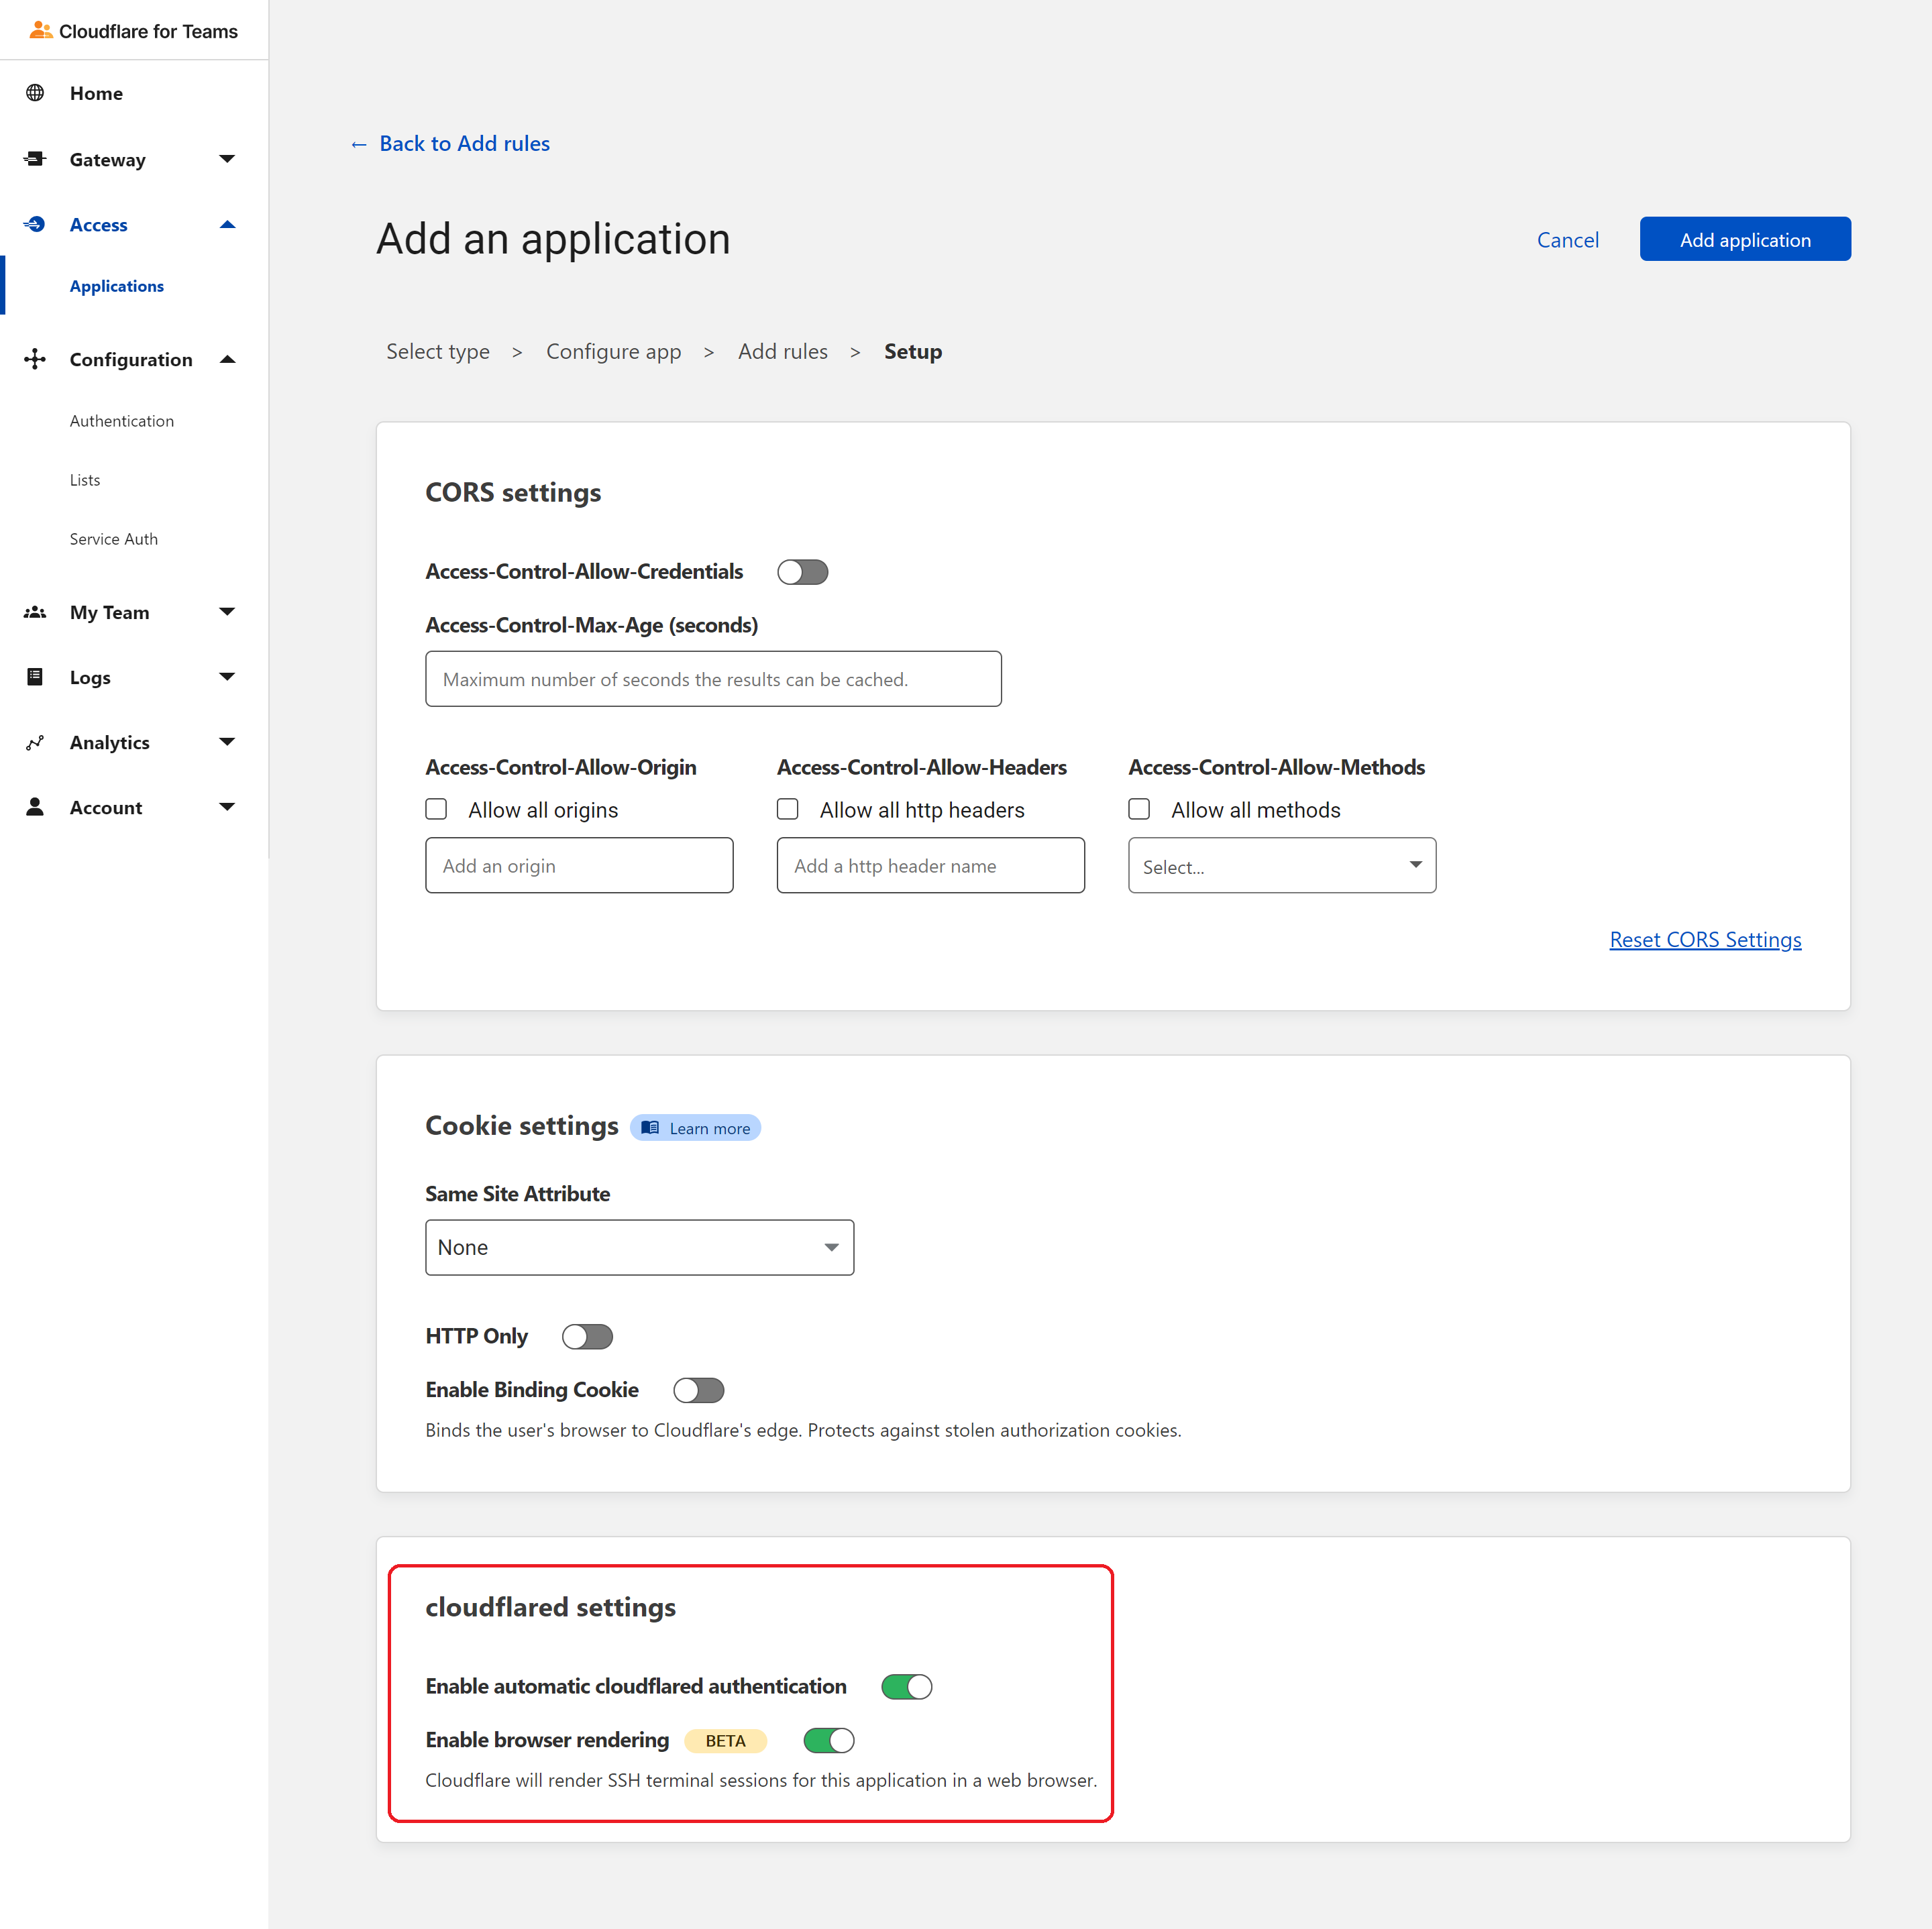 Cloudflare for Teams
Home
Gateway
Access
Applications
Configuration
Authentication
Lists
Service Auth
My Team
Logs
Analytics
Account
← Back to Add rules
Add an application
Cancel
Add application
Select type > Configure app > Add rules > Setup
CORS settings
Access-Control-Allow-Credentials
Access-Control-Max-Age (seconds)
Maximum number of seconds the results can be cached.
Access-Control-Allow-Origin
Allow all origins
Add an origin
Access-Control-Allow-Headers
Allow all http headers
Add a http header name
Access-Control-Allow-Methods
Allow all methods
Select...
Reset CORS Settings
Cookie settings
Learn more
Same Site Attribute
None
HTTP Only
Enable Binding Cookie
Binds the user's browser to Cloudflare's edge. Protects against stolen authorization cookies.
cloudflared settings
Enable automatic cloudflared authentication
Enable browser rendering BETA
Cloudflare will render SSH terminal sessions for this application in a web browser.